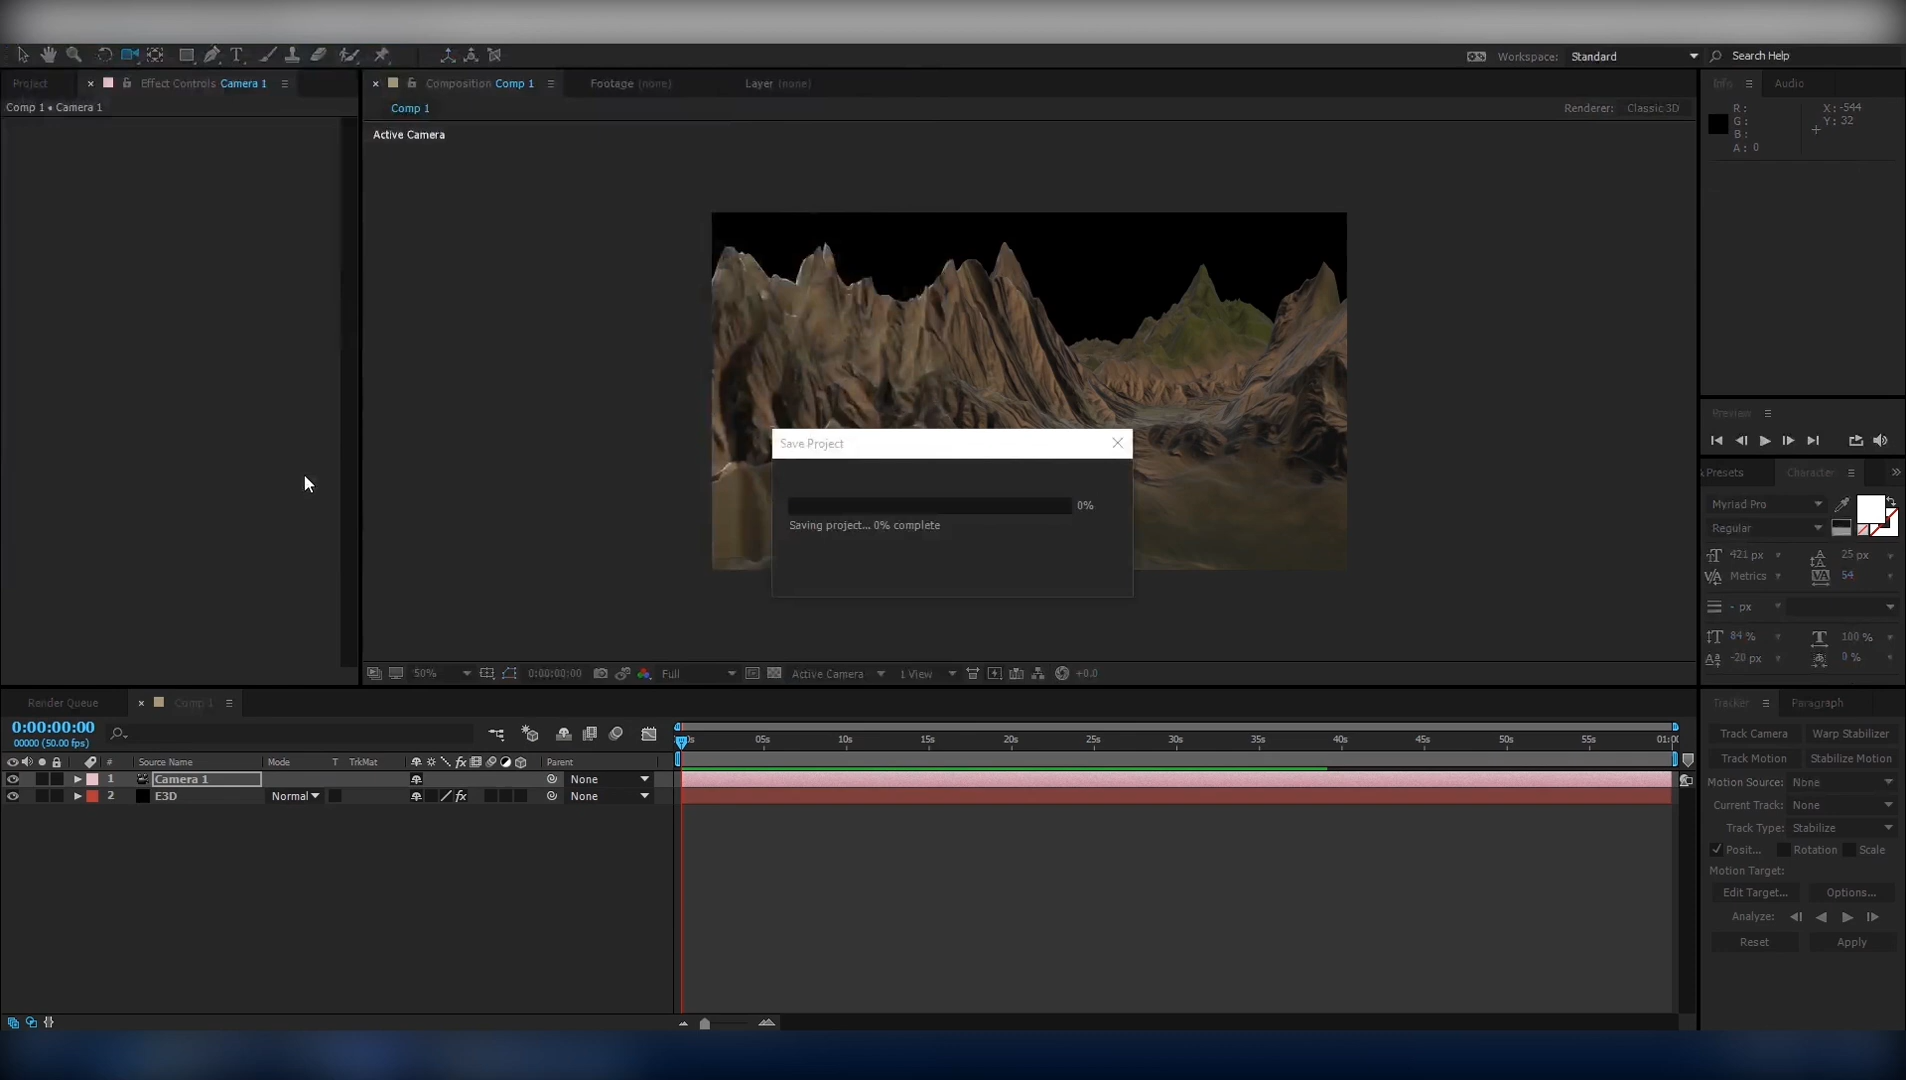 Workspace: Standard Search Help
Project Effect Controls Camera 1
Comp 1 • Camera 1
Composition Comp 1 Footage (none) Layer (none)
Comp 1
Renderer: Classic 3D
Active Camera
Info Audio
R: X: -544
G: Y: 32
B:
A: 0
Save Project
0%
Saving project... 0% complete
Preview
& Presets Character
Myriad Pro
Regular
421 px 25 px
Metrics 54
- px
84 % 100 %
-20 px 0 %
50% 0:00:00:00 Full Active Camera 1 View +0.0
Render Queue Comp 1
0:00:00:00
00000 (50.00 fps)
# Source Name Mode T TrkMat Parent
05s 10s 15s 20s 25s 30s 35s 40s 45s 50s 55s
1 Camera 1 None
2 E3D Normal None
Tracker Paragraph
Track Camera Warp Stabilizer
Track Motion Stabilize Motion
Motion Source: None
Current Track: None
Track Type: Stabilize
Posit... Rotation Scale
Motion Target:
Edit Target... Options...
Analyze:
Reset Apply